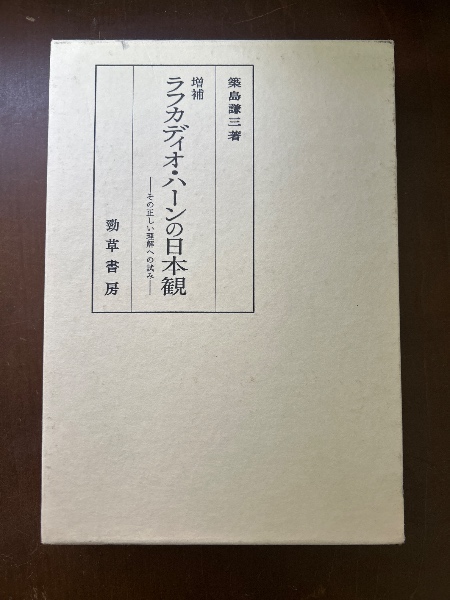 築島謙三著
増補
ラフカディオ・ハーンの日本観
——その正しい理解への試み——
勁草書房